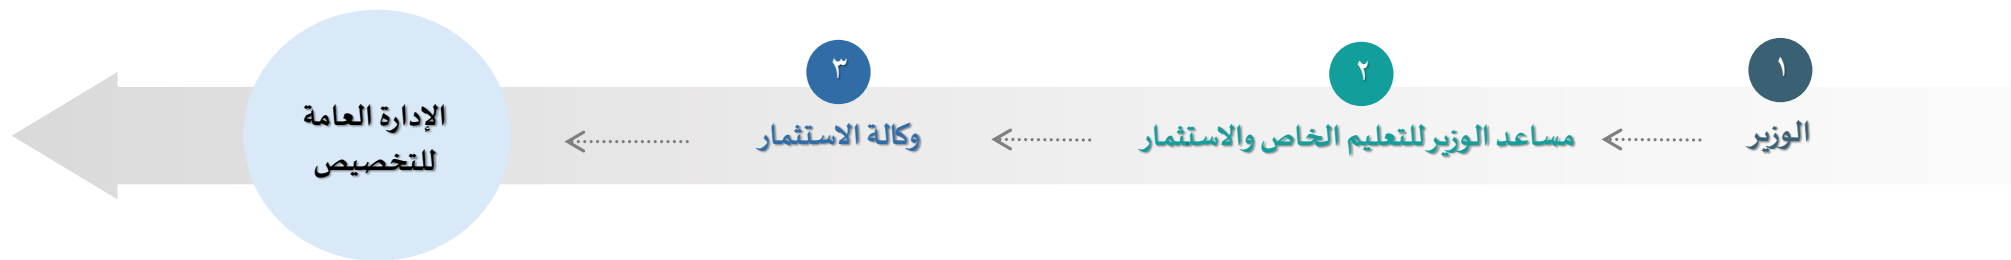 ١
الوزير
٢
مساعد الوزير للتعليم الخاص والاستثمار
٣
وكالة الاستثمار
الإدارة العامة
للتخصيص